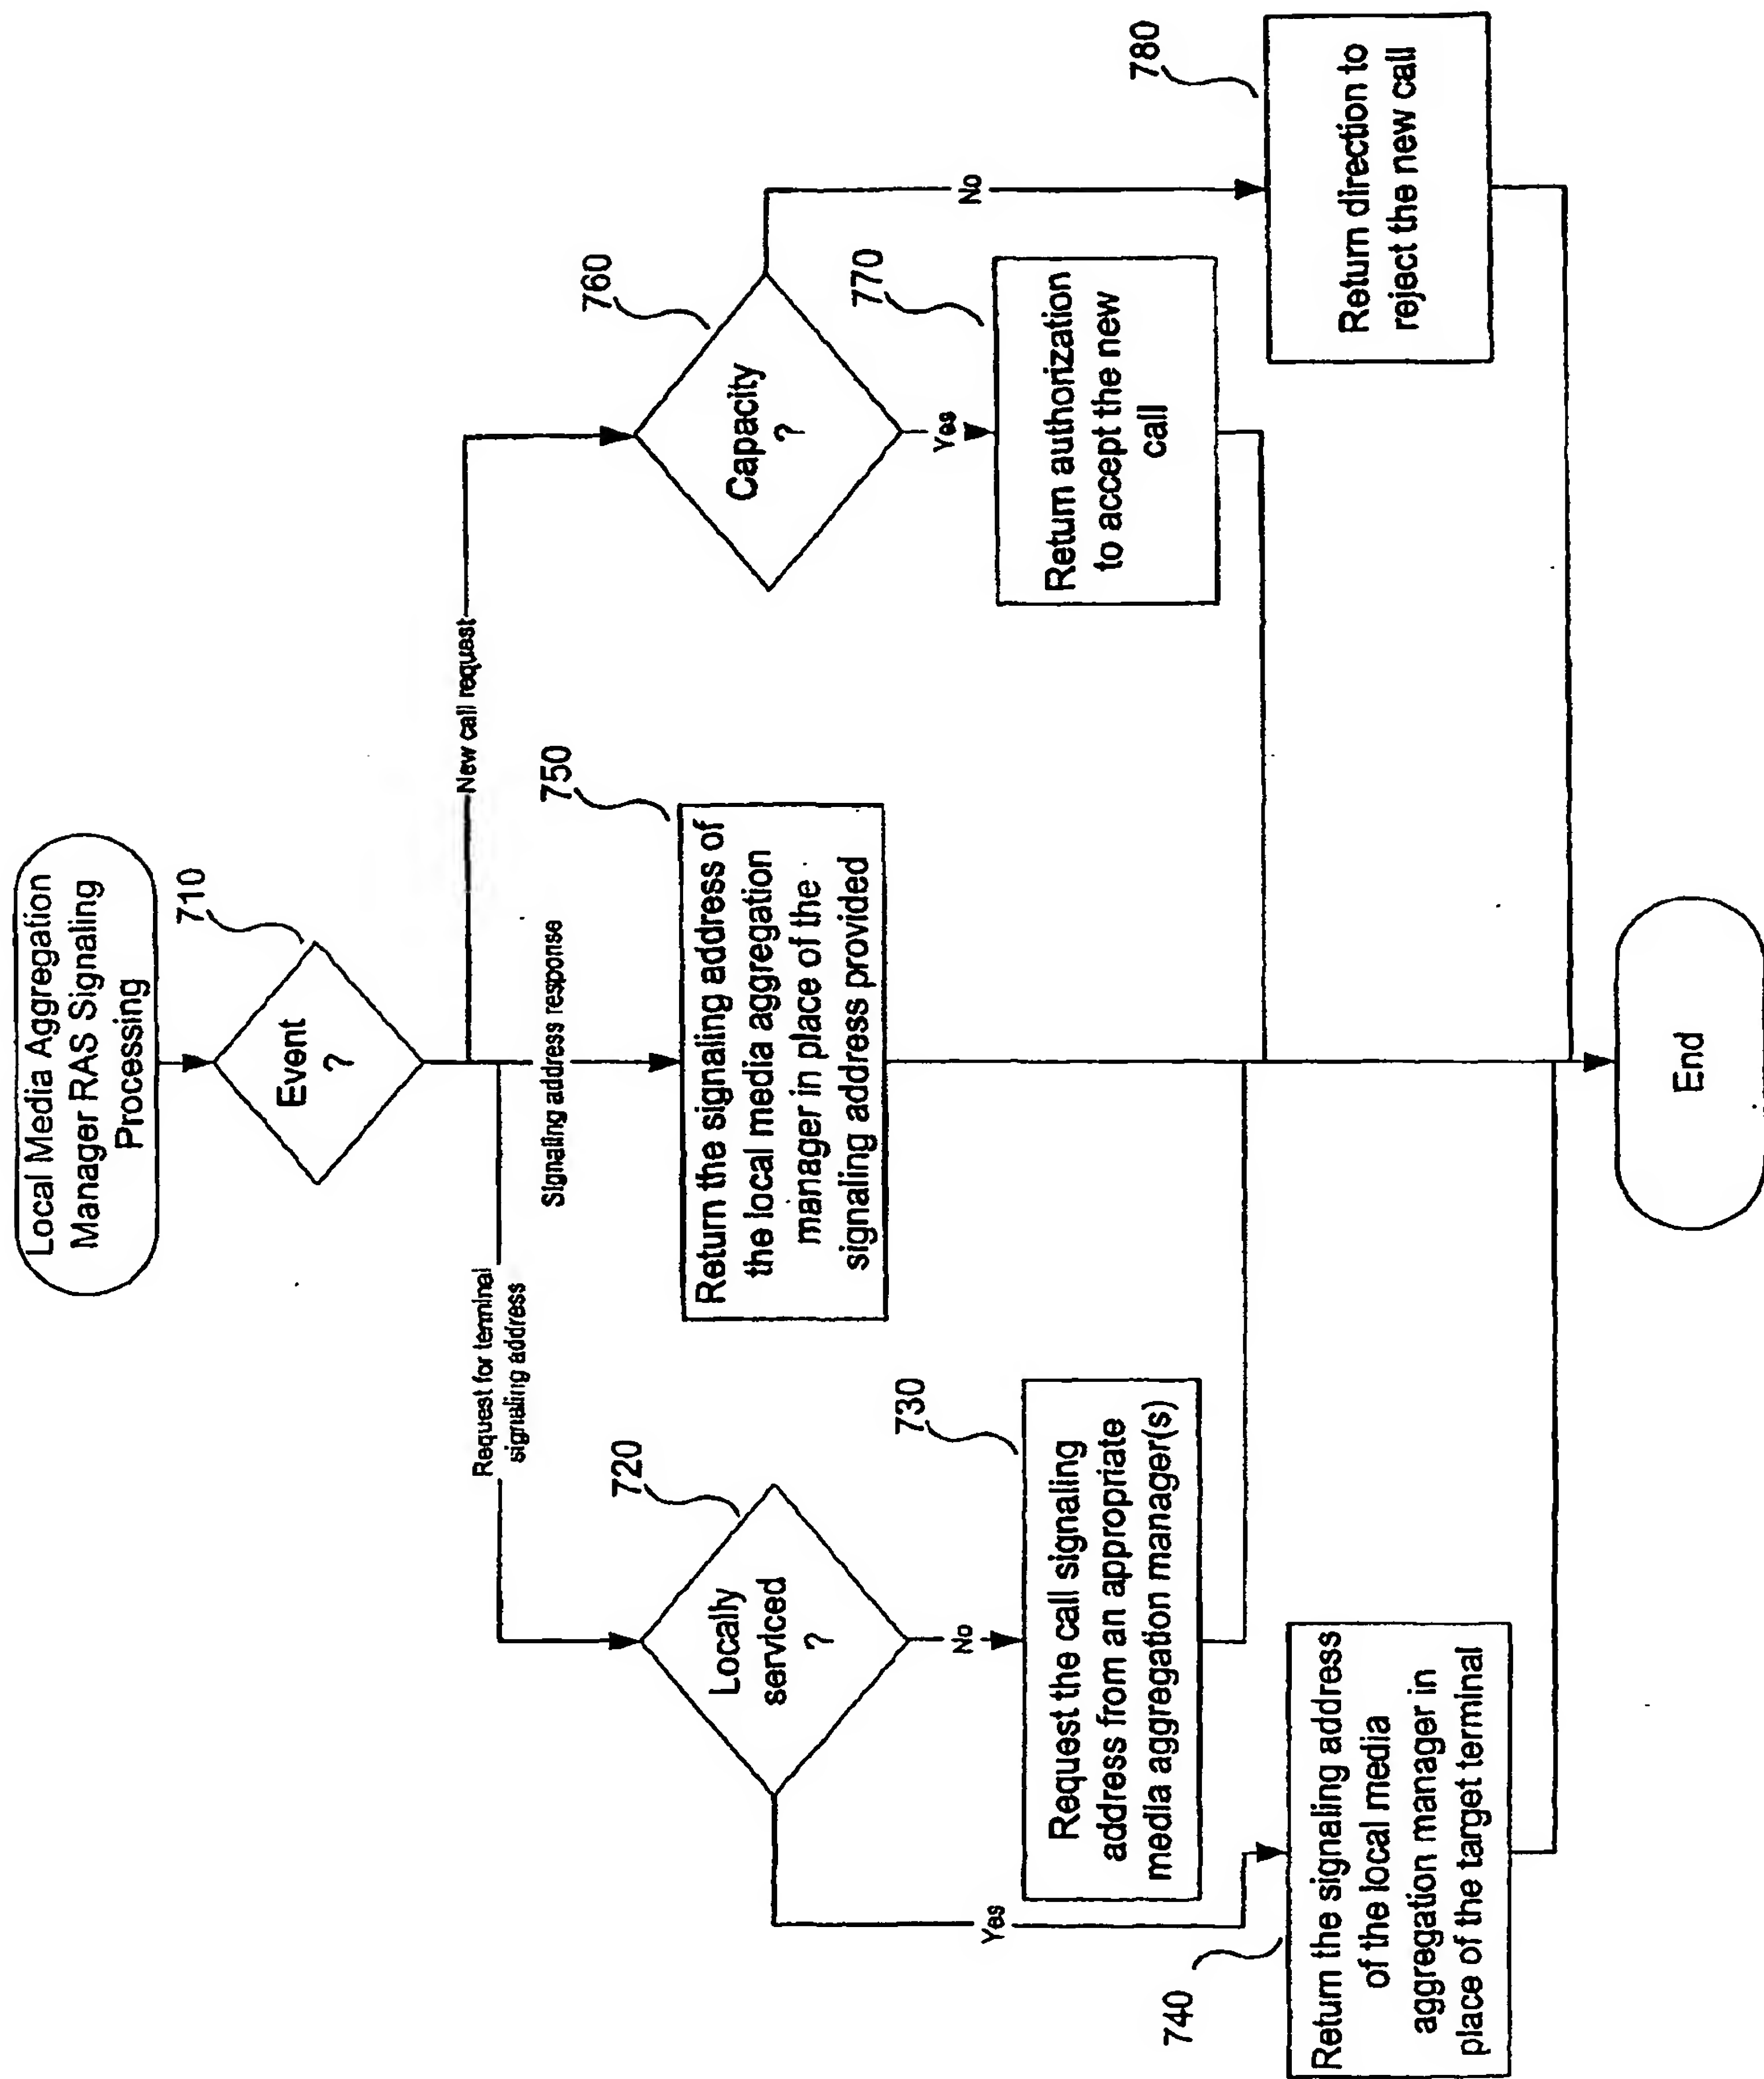 Local Media Aggregation
Manager RAS Signaling
Processing
710
Event
?
Request for terminal
signaling address
Signaling address response
New call request
720
Locally
serviced
?
No
Yes
730
Request the call signaling
address from an appropriate
media aggregation manager(s)
740
Return the signaling address
of the local media
aggregation manager in
place of the target terminal
750
Return the signaling address of
the local media aggregation
manager in place of the
signaling address provided
760
Capacity
?
Yes
No
770
Return authorization
to accept the new
call
780
Return direction to
reject the new call
End